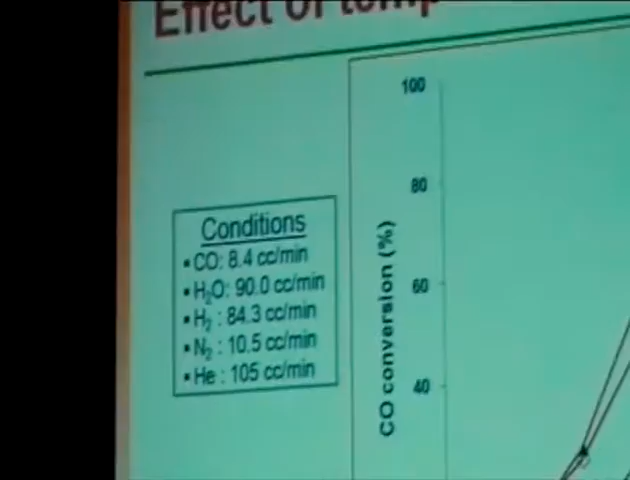 Effect of temp
100
80
60
40
CO conversion (%)
Conditions
▪ CO: 8.4 cc/min
▪ H₂O: 90.0 cc/min
▪ H₂ : 84.3 cc/min
▪ N₂ : 10.5 cc/min
▪ He : 105 cc/min